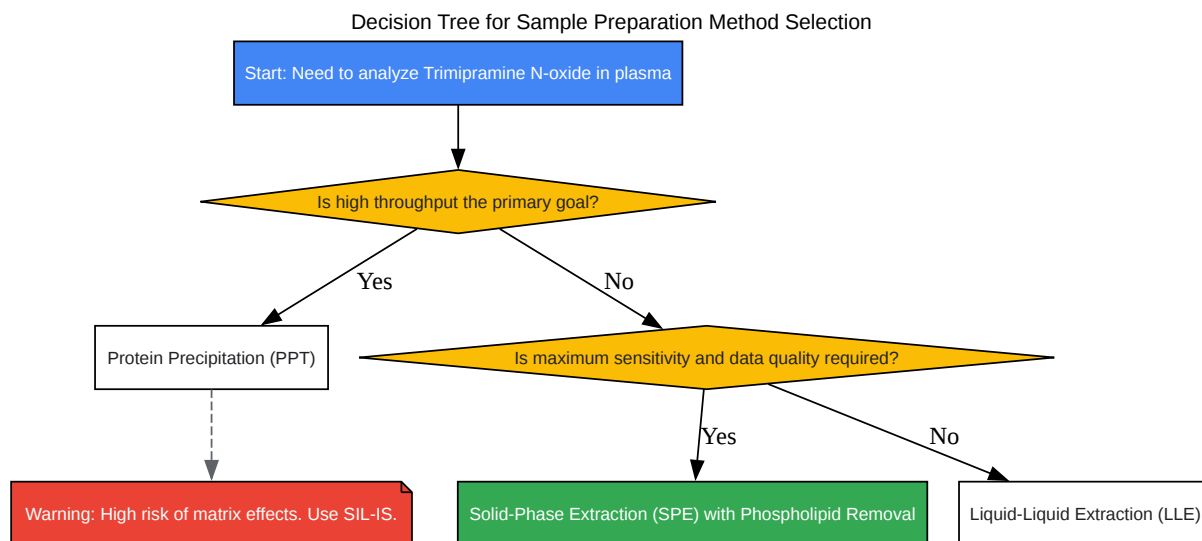 Decision Tree for Sample Preparation Method Selection
Start: Need to analyze Trimipramine N-oxide in plasma
Is high throughput the primary goal?
Yes
No
Protein Precipitation (PPT)
Is maximum sensitivity and data quality required?
Yes
No
Warning: High risk of matrix effects. Use SIL-IS.
Solid-Phase Extraction (SPE) with Phospholipid Removal
Liquid-Liquid Extraction (LLE)